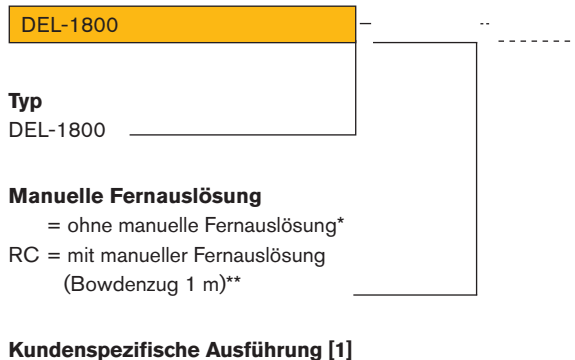 DEL-1800
Typ
DEL-1800
Manuelle Fernauslösung
= ohne manuelle Fernauslösung*
RC = mit manueller Fernauslösung
(Bowdenzug 1 m)**
Kundenspezifische Ausführung [1]